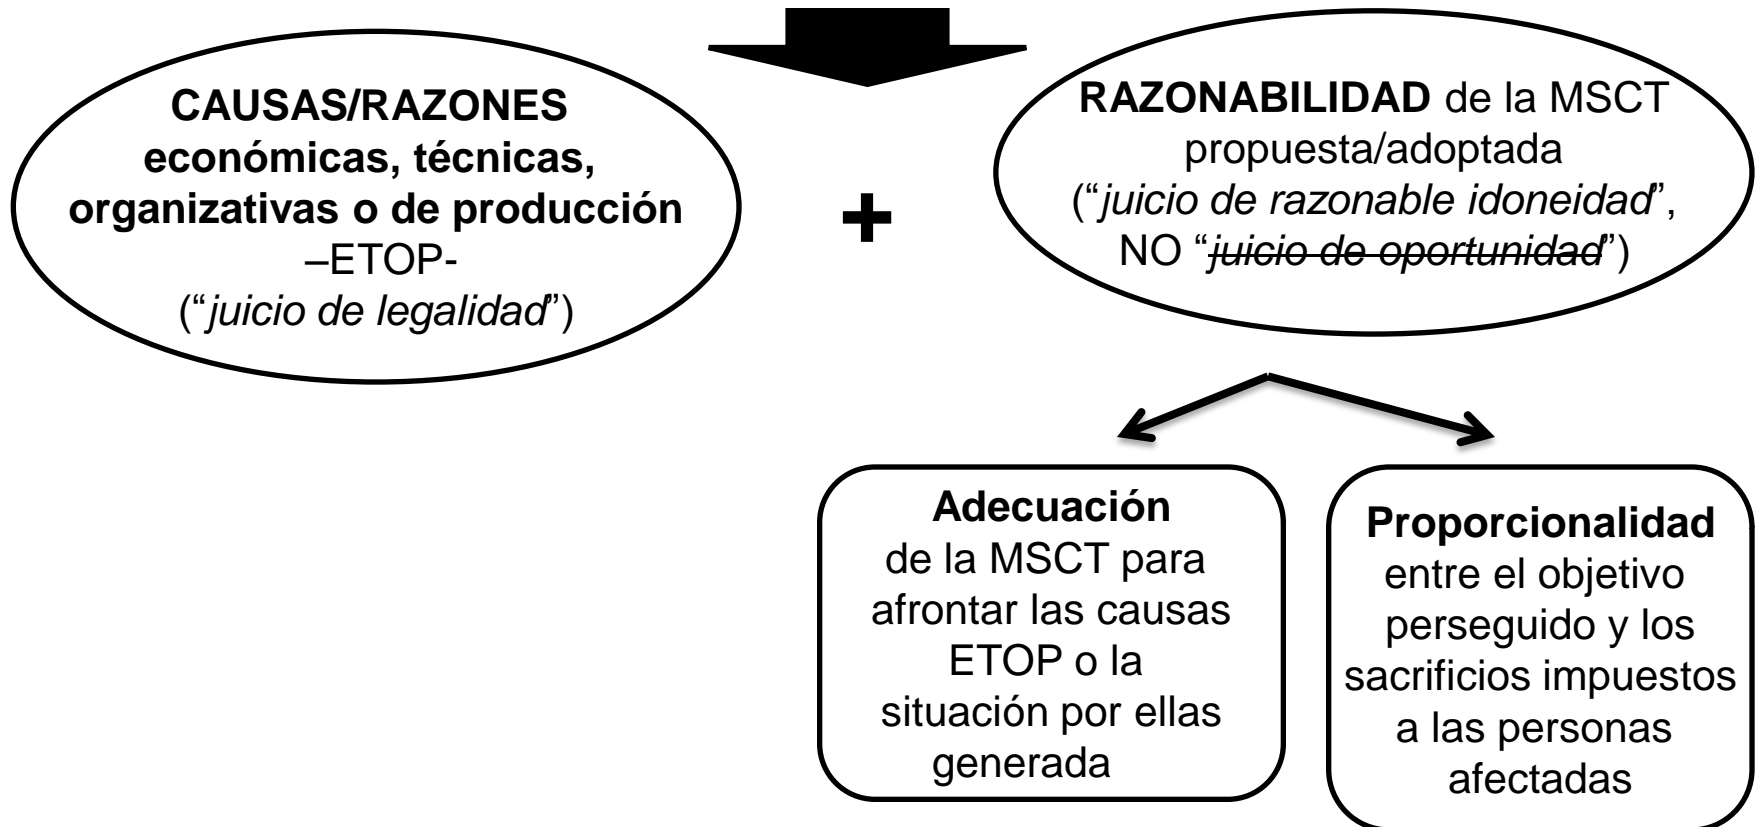 CAUSAS/RAZONES
económicas, técnicas,
organizativas o de producción
–ETOP-
(“juicio de legalidad”)
+
RAZONABILIDAD de la MSCT
propuesta/adoptada
(“juicio de razonable idoneidad”,
NO “juicio de oportunidad”)
Adecuación
de la MSCT para
afrontar las causas
ETOP o la
situación por ellas
generada
Proporcionalidad
entre el objetivo
perseguido y los
sacrificios impuestos
a las personas
afectadas